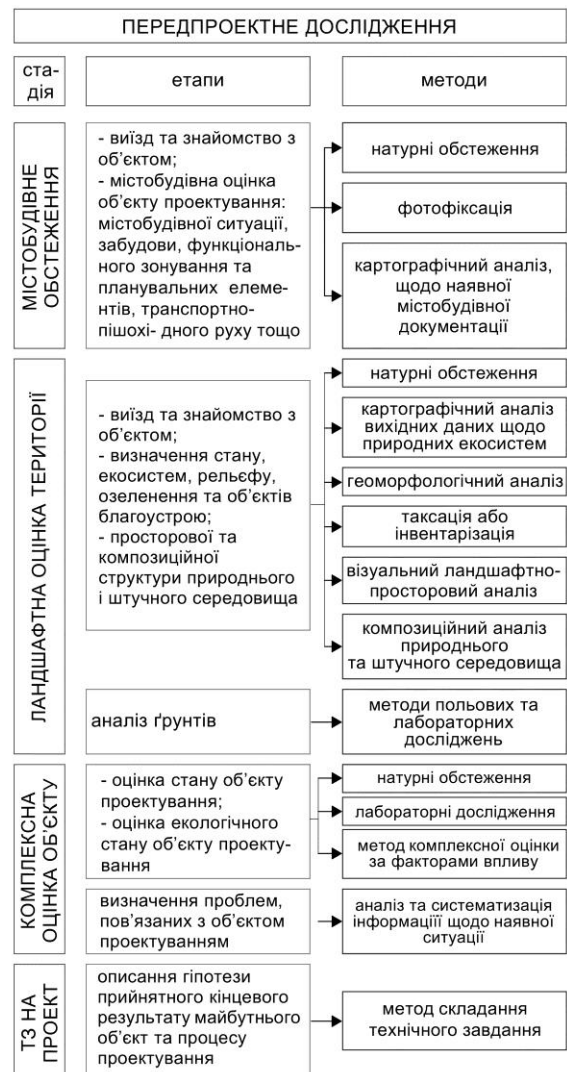 ПЕРЕДПРОЕКТНЕ ДОСЛІДЖЕННЯ
ста-
дія
етапи
методи
МІСТОБУДІВНЕ
ОБСТЕЖЕННЯ
- виїзд та знайомство з
об’єктом;
- містобудівна оцінка
об’єкту проектування:
містобудівної ситуації,
забудови, функціональ-
ного зонування та
планувальних елеме-
нтів, транспортно-
пішохі- дного руху тощо
натурні обстеження
фотофіксація
картографічний аналіз,
щодо наявної
містобудівної
документації
ЛАНДШАФТНА ОЦІНКА ТЕРИТОРІЇ
- виїзд та знайомство з
об’єктом;
- визначення стану,
екосистем, рельєфу,
озеленення та об’єктів
благоустрою;
- просторової та
композиційної
структури природнього
і штучного середовища
натурні обстеження
картографічний аналіз
вихідних даних щодо
природних екосистем
геоморфологічний аналіз
таксація або
інвентарізація
візуальний ландшафтно-
просторовий аналіз
композиційний аналіз
природнього
та штучного середовища
аналіз ґрунтів
методи польових та
лабораторних
досліджень
КОМПЛЕКСНА
ОЦІНКА ОБ’ЄКТУ
- оцінка стану об’єкту
проектування;
- оцінка екологічного
стану об’єкту проекту-
вання
натурні обстеження
лабораторні дослідження
метод комплексної оцінки
за факторами впливу
визначення проблем,
пов’язаних з об’єктом
проектуванням
аналіз та систематизація
інформаціїї щодо наявної
ситуації
ТЗ НА
ПРОЕКТ
описання гіпотези
прийнятного кінцевого
результату майбутнього
об’єкт та процесу
проектування
метод складання
технічного завдання